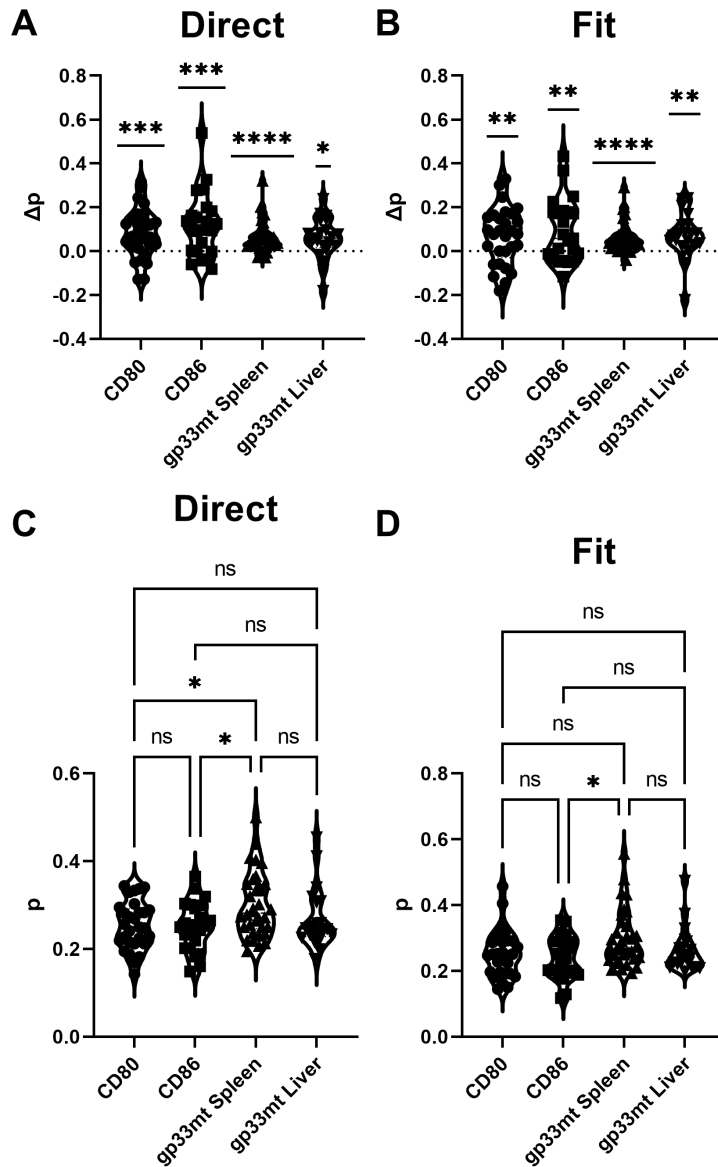 A
Direct
B
Fit
0.8
0.6
0.4
0.2
0.0
-0.2
-0.4
Δp
***
***
****
*
CD80
CD86
gp33mt Spleen
gp33mt Liver
0.8
0.6
0.4
0.2
0.0
-0.2
-0.4
Δp
**
**
****
**
CD80
CD86
gp33mt Spleen
gp33mt Liver
C
Direct
D
Fit
ns
ns
*
ns
*
ns
0.6
0.4
0.2
0.0
p
CD80
CD86
gp33mt Spleen
gp33mt Liver
ns
ns
ns
ns
*
ns
0.8
0.6
0.4
0.2
0.0
p
CD80
CD86
gp33mt Spleen
gp33mt Liver